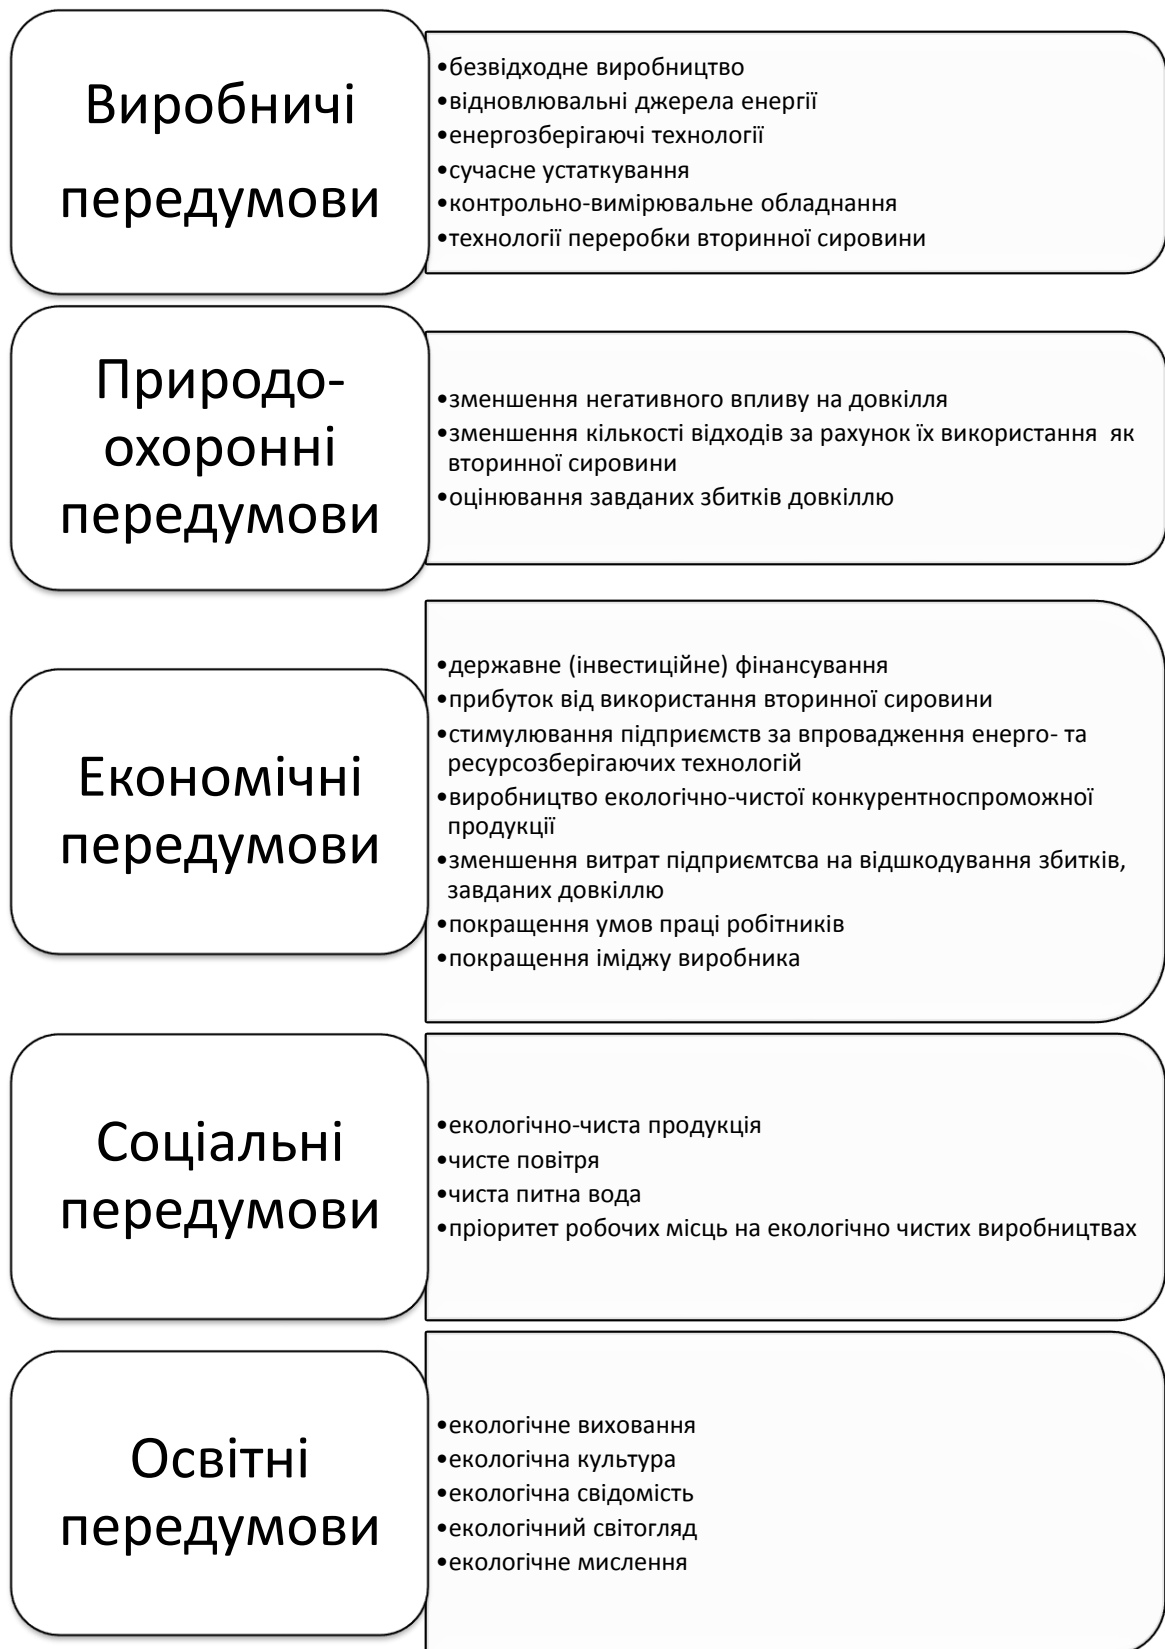 Виробничі
передумови
•безвідходне виробництво
•відновлювальні джерела енергії
•енергозберігаючі технології
•сучасне устаткування
•контрольно-вимірювальне обладнання
•технології переробки вторинної сировини
Природо-
охоронні
передумови
•зменшення негативного впливу на довкілля
•зменшення кількості відходів за рахунок їх використання як
вторинної сировини
•оцінювання завданих збитків довкіллю
Економічні
передумови
•державне (інвестиційне) фінансування
•прибуток від використання вторинної сировини
•стимулювання підприємств за впровадження енерго- та
ресурсозберігаючих технологій
•виробництво екологічно-чистої конкурентноспроможної
продукції
•зменшення витрат підприємтсва на відшкодування збитків,
завданих довкіллю
•покращення умов праці робітників
•покращення іміджу виробника
Соціальні
передумови
•екологічно-чиста продукція
•чисте повітря
•чиста питна вода
•пріоритет робочих місць на екологічно чистих виробництвах
Освітні
передумови
•екологічне виховання
•екологічна культура
•екологічна свідомість
•екологічний світогляд
•екологічне мислення